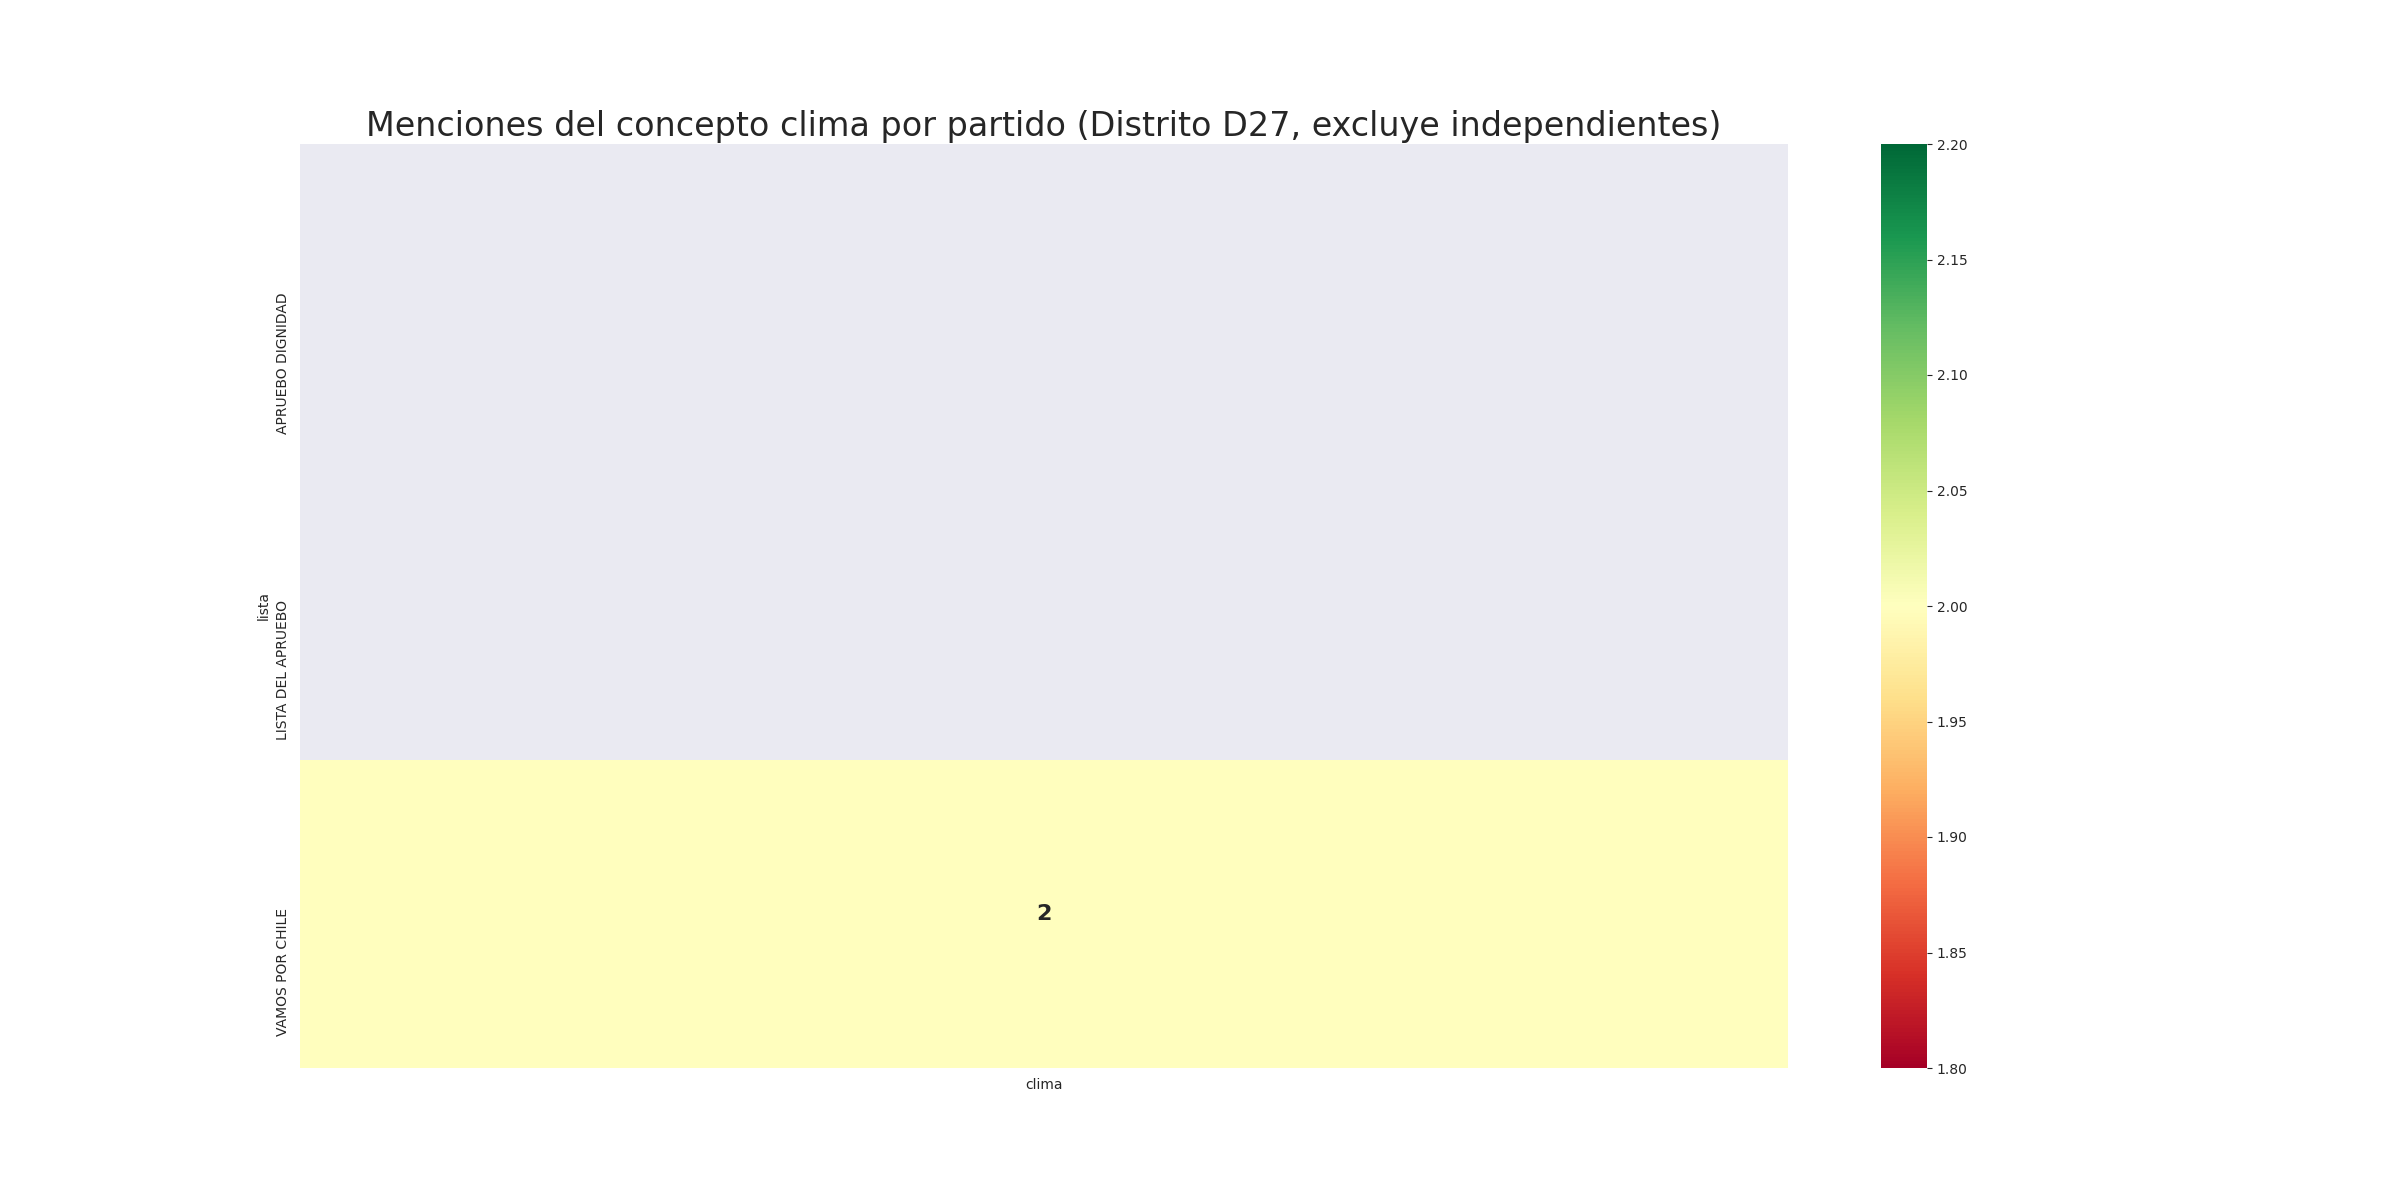 Menciones del concepto clima por partido (Distrito D27, excluye independientes)
lista
APRUEBO DIGNIDAD
LISTA DEL APRUEBO
VAMOS POR CHILE
2
clima
2.20
2.15
2.10
2.05
2.00
1.95
1.90
1.85
1.80